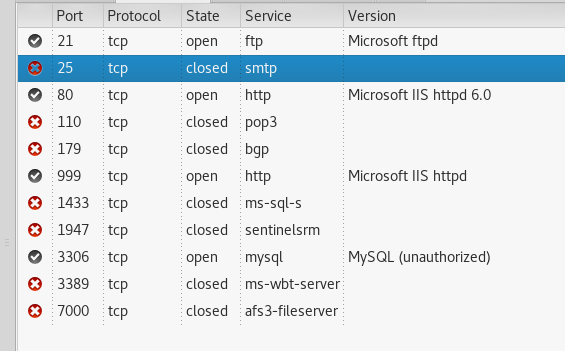 Port Protocol State Service Version
21 tcp open ftp Microsoft ftpd
25 tcp closed smtp
80 tcp open http Microsoft IIS httpd 6.0
110 tcp closed pop3
179 tcp closed bgp
999 tcp open http Microsoft IIS httpd
1433 tcp closed ms-sql-s
1947 tcp closed sentinelsrm
3306 tcp open mysql MySQL (unauthorized)
3389 tcp closed ms-wbt-server
7000 tcp closed afs3-fileserver